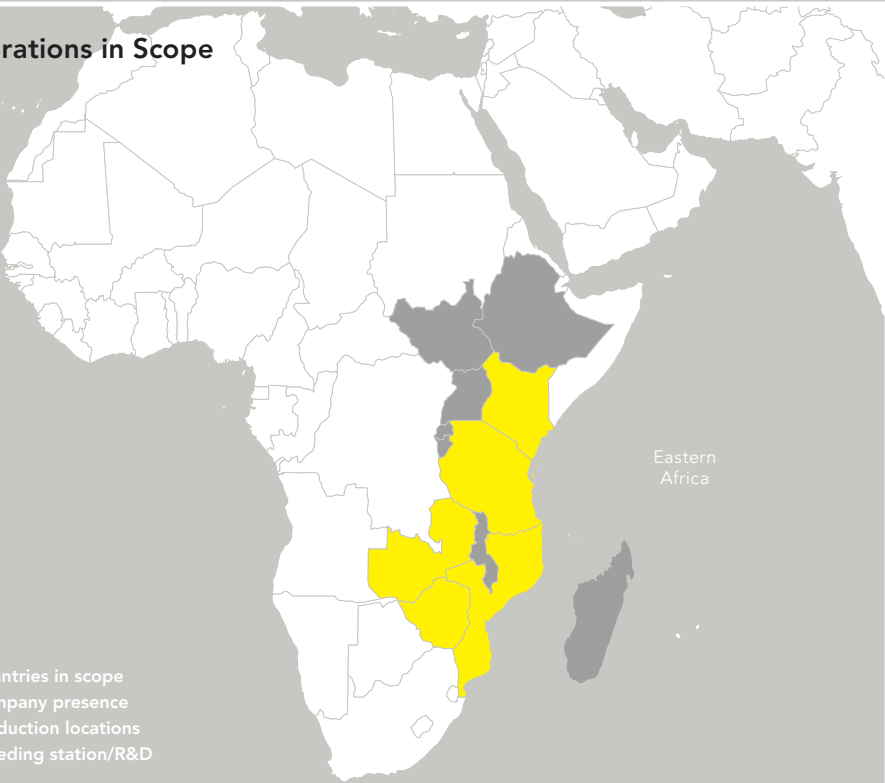 rations in Scope
Eastern
Africa
ntries in scope
mpany presence
duction locations
eding station/R&D